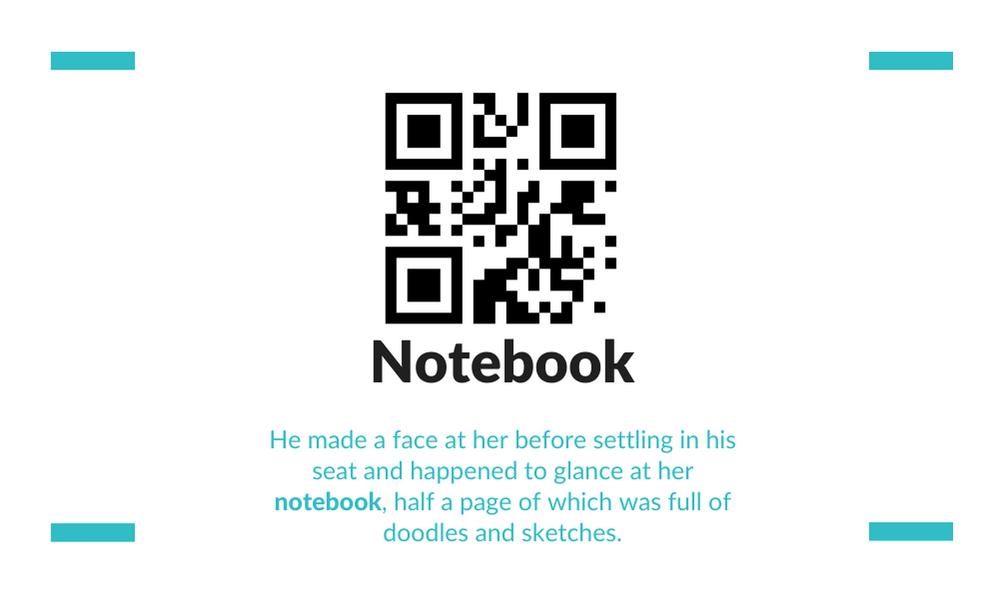 Notebook
He made a face at her before settling in his
seat and happened to glance at her
notebook, half a page of which was full of
doodles and sketches.